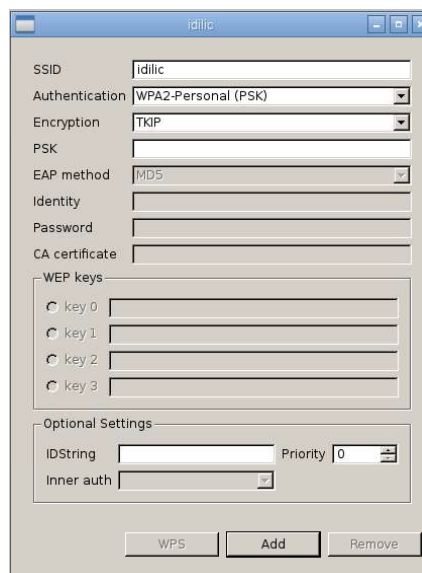 idilic
SSID idilic
Authentication WPA2-Personal (PSK)
Encryption TKIP
PSK
EAP method MD5
Identity
Password
CA certificate
WEP keys
key 0
key 1
key 2
key 3
Optional Settings
IDString Priority 0
Inner auth
WPS Add Remove